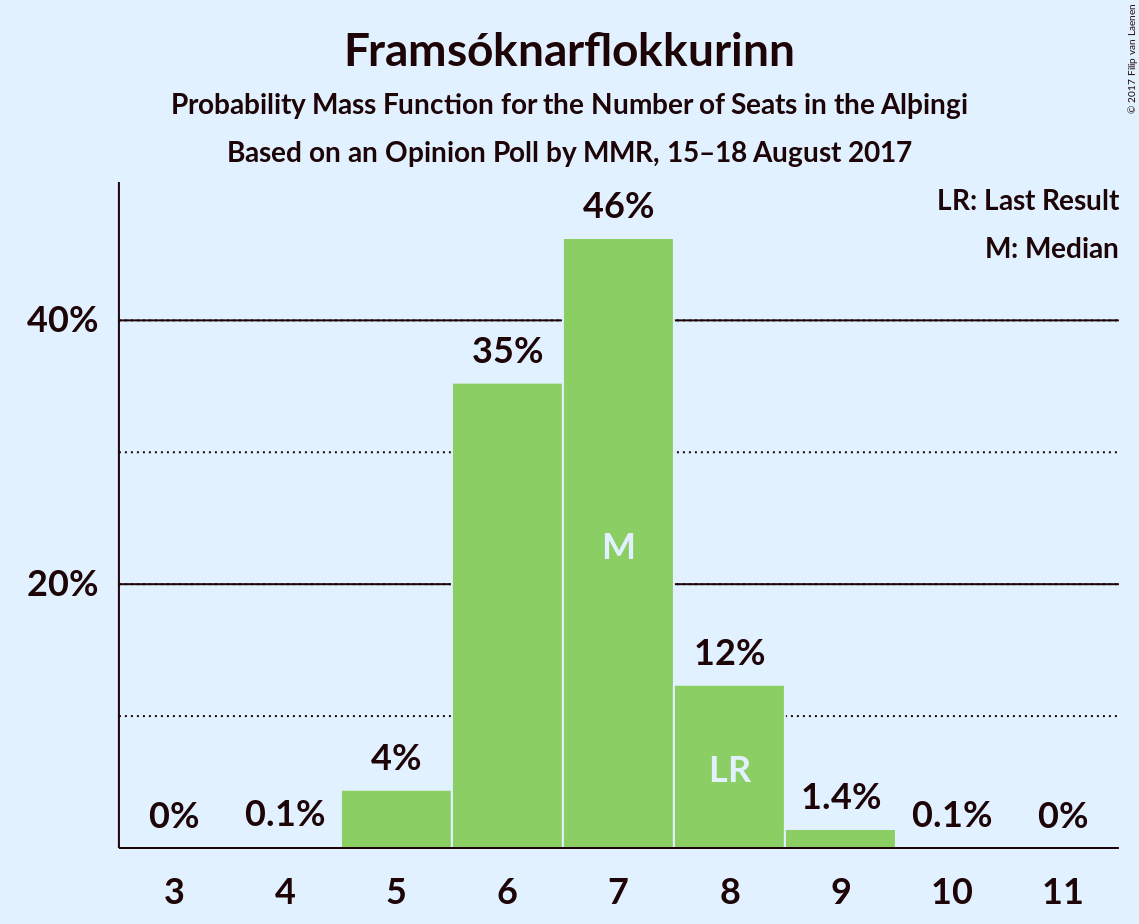 Framsóknarflokkurinn
Probability Mass Function for the Number of Seats in the Alþingi
Based on an Opinion Poll by MMR, 15–18 August 2017
© 2017 Filip van Laenen
LR: Last Result
M: Median
46%
40%
35%
M
20%
12%
LR
4%
1.4%
0%
0.1%
0.1%
0%
3 4 5 6 7 8 9 10 11